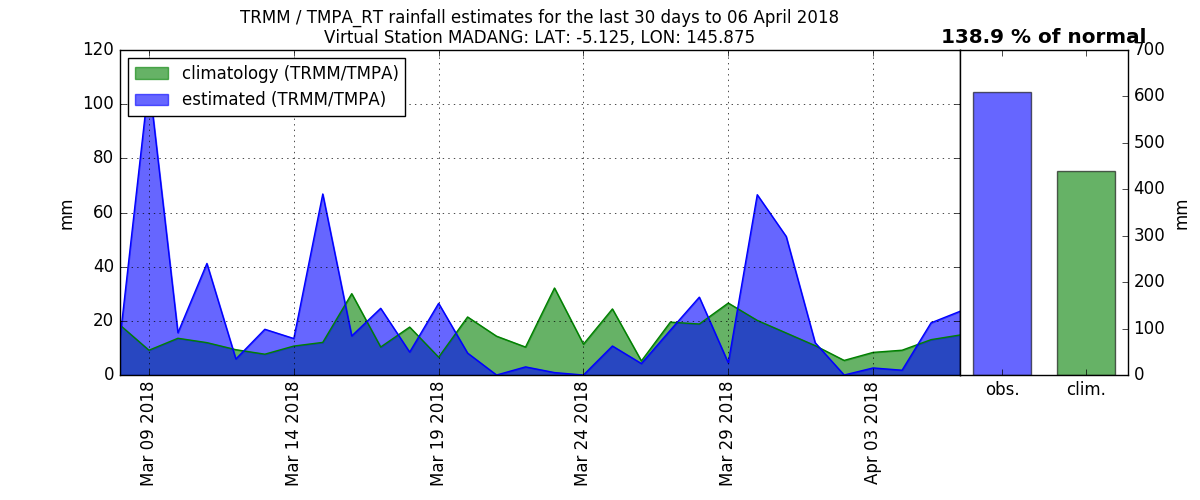 TRMM / TMPA_RT rainfall estimates for the last 30 days to 06 April 2018
Virtual Station MADANG: LAT: -5.125, LON: 145.875
138.9 % of normal
climatology (TRMM/TMPA)
estimated (TRMM/TMPA)
120
100
80
60
40
20
0
mm
Mar 09 2018
Mar 14 2018
Mar 19 2018
Mar 24 2018
Mar 29 2018
Apr 03 2018
obs.
clim.
700
600
500
400
300
200
100
0
mm